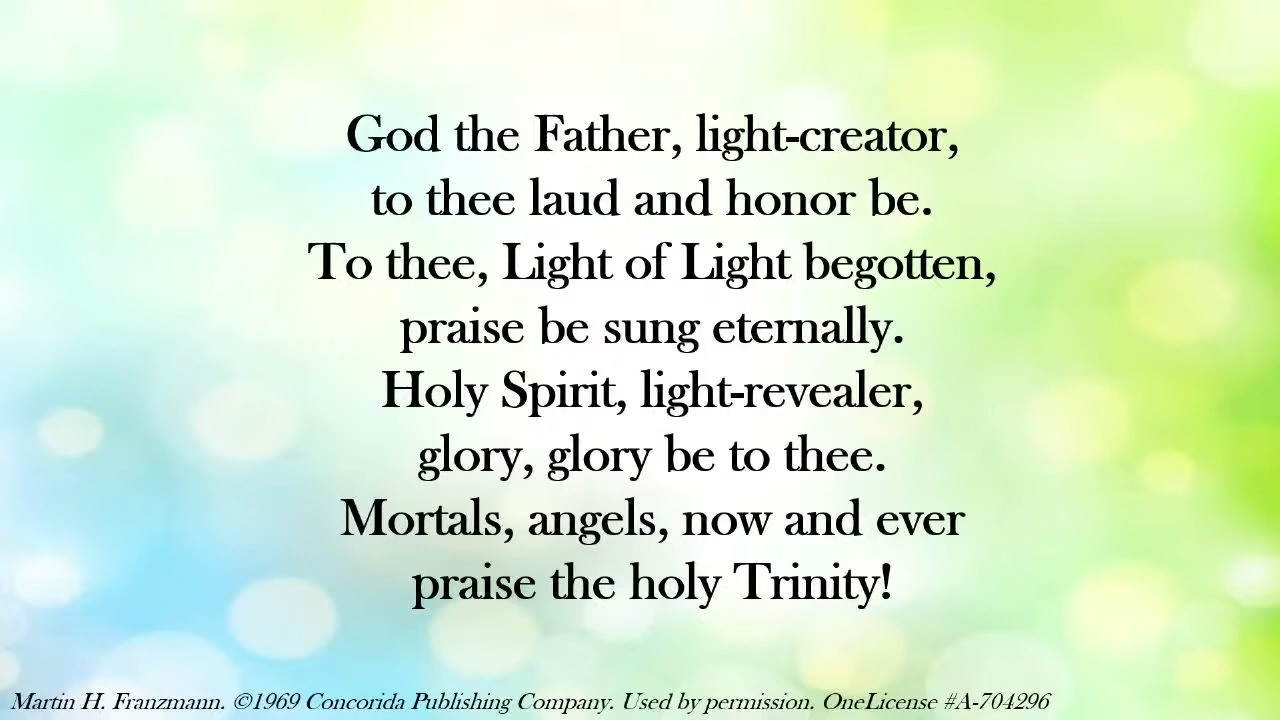 God the Father, light-creator,
to thee laud and honor be.
To thee, Light of Light begotten,
praise be sung eternally.
Holy Spirit, light-revealer,
glory, glory be to thee.
Mortals, angels, now and ever
praise the holy Trinity!
Martin H. Franzmann. ©1969 Concorida Publishing Company. Used by permission. OneLicense #A-704296